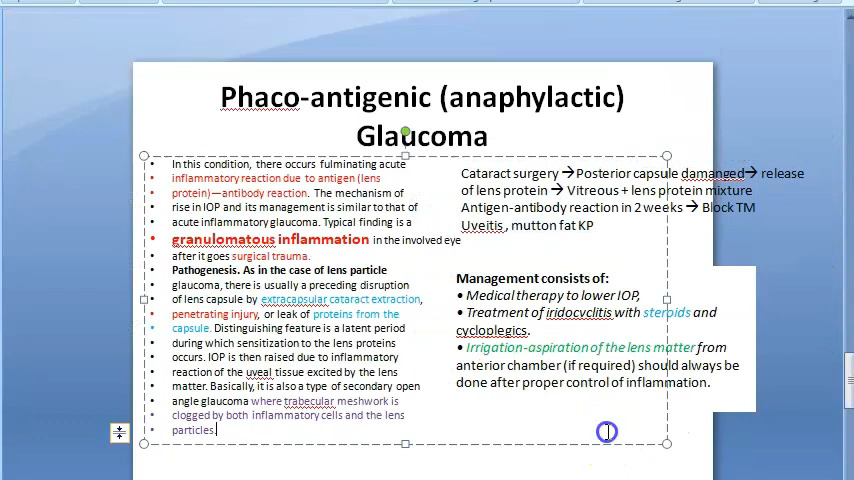 Phaco-antigenic (anaphylactic)
Glaucoma
• In this condition, there occurs fulminating acute
• inflammatory reaction due to antigen (lens
• protin)—antibody reaction. The mechanism of
• rise in IOP and its management is similar to that of
• acute inflammatory glaucoma. Typical finding is a
• granulomatous inflammation in the involved eye
• after it goes surgical trauma.
• Pathogenesis. As in the case of lens particle
• glaucoma, there is usually a preceding disruption
• of lens capsule by extracapsular cataract extraction,
• penetrating injury, or leak of proteins from the
• capsule. Distinguishing feature is a latent period
• during which sensitization to the lens proteins
• occurs. IOP is then raised due to inflammatory
• reaction of the uveal tissue excited by the lens
• matter. Basically, it is also a type of secondary open
• angle glaucoma where trabecular meshwork is
• clogged by both inflammatory cells and the lens
• particles.
Cataract surgery → Posterior capsule damanged → release
of lens protein → Vitreous + lens protein mixture
Antigen-antibody reaction in 2 weeks → Block TM
Uveitis , mutton fat KP
Management consists of:
• Medical therapy to lower IOP,
• Treatment of iridocyclitis with steroids and
cycloplegics.
• Irrigation-aspiration of the lens matter from
anterior chamber (if required) should always be
done after proper control of inflammation.